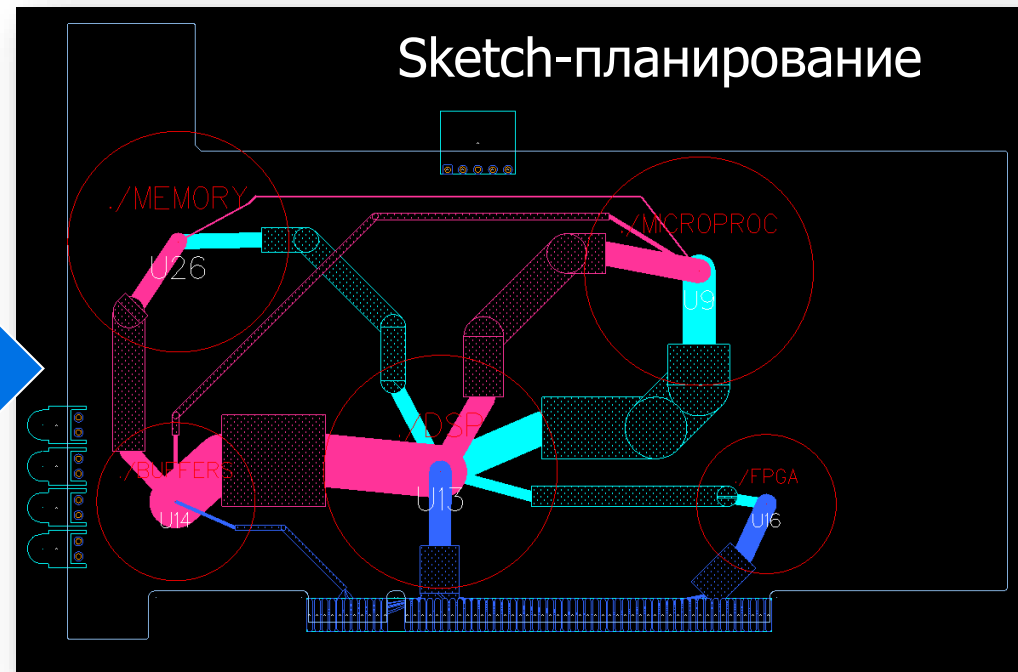 Sketch-планирование
./MEMORY
U26
./MICROPROC
U9
./DSP
U13
./BUFFERS
U14
./FPGA
U16